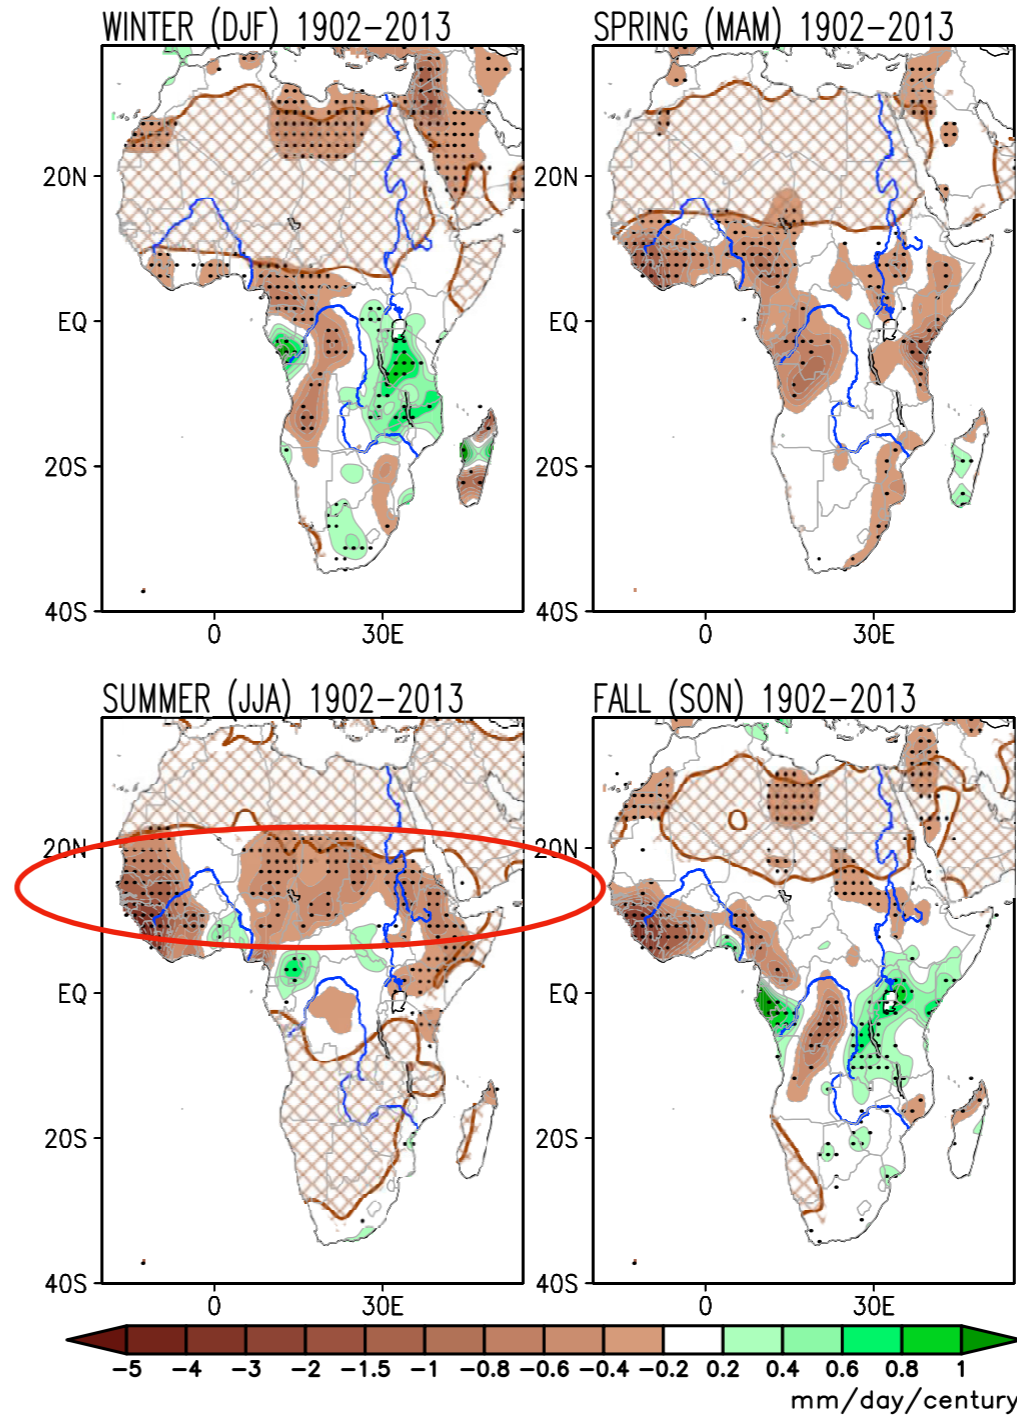 WINTER (DJF) 1902-2013
SPRING (MAM) 1902-2013
20N
EQ
20S
40S
0
30E
20N
EQ
20S
40S
0
30E
SUMMER (JJA) 1902-2013
FALL (SON) 1902-2013
20N
EQ
20S
40S
0
30E
20N
EQ
20S
40S
0
30E
-5 -4 -3 -2 -1.5 -1 -0.8 -0.6 -0.4 -0.2 0.2 0.4 0.6 0.8 1
mm/day/century